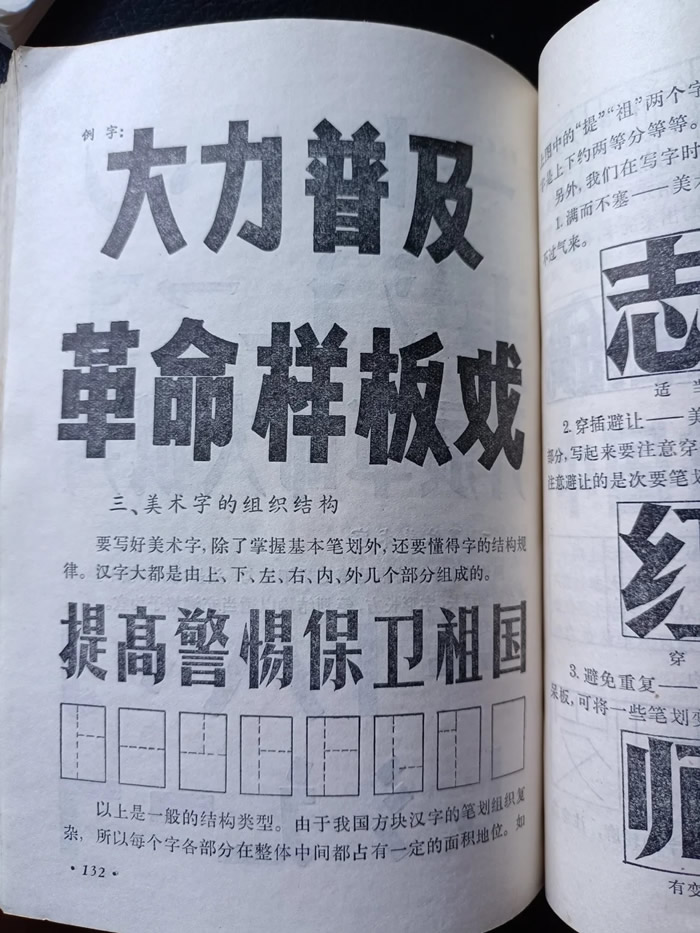 例字:
大力普及
革命样板戏
三、美术字的组织结构
要写好美术字,除了掌握基本笔划外,还要懂得字的结构规
律。汉字大都是由上、下、左、右、内、外几个部分组成的。
提高警惕保卫祖国
以上是一般的结构类型。由于我国方块汉字的笔划组织复
杂,所以每个字各部分在整体中间都占有一定的面积地位。如
·132·
上图中的“提”“祖”两个字
是上下约两等分等等。
另外,我们在写字时
1.满而不塞——美术
不过气来。
志
适
2.穿插避让——美
部分,写起来要注意穿
注意避让的是次要笔划
红
穿
3.避免重复——
呆板,可将一些笔划变
师
有变